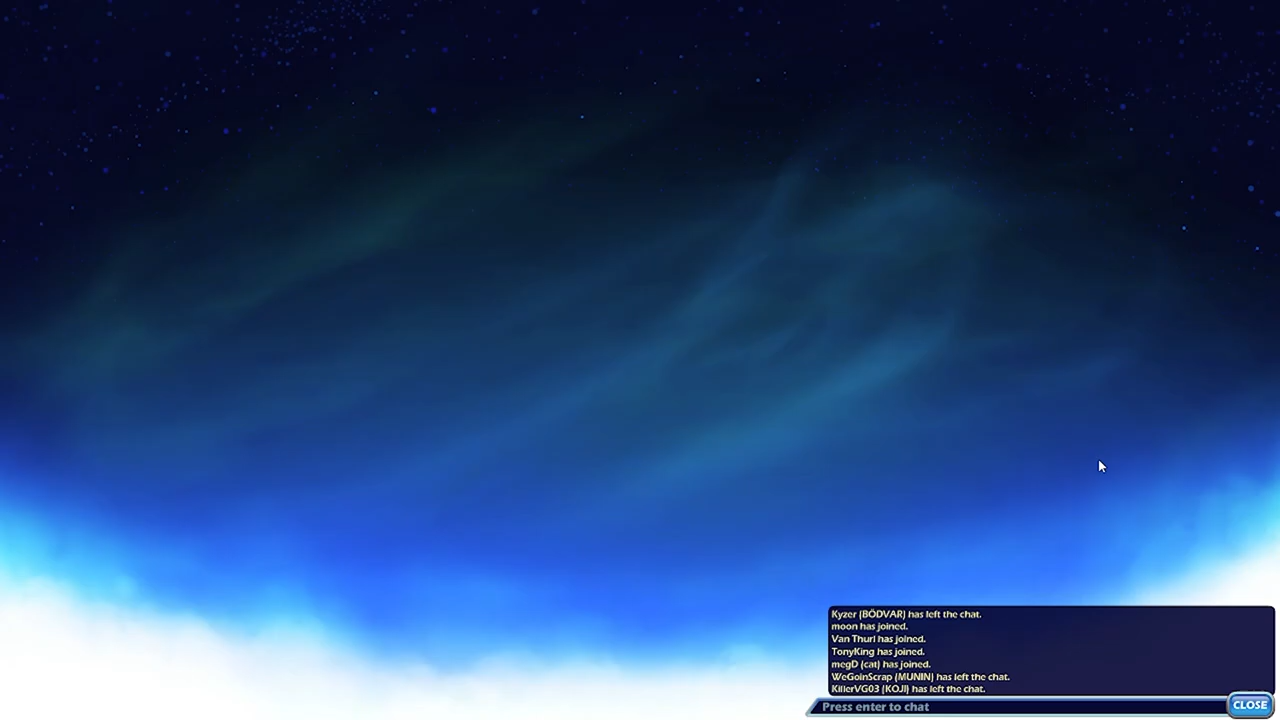 Kyzer (BÖDVAR) has left the chat.
moon has joined.
Van Thurl has joined.
TonyKing has joined.
megD (cat) has joined.
WeGoinScrap (MUNIN) has left the chat.
KillerVG03 (KOJI) has left the chat.
Press enter to chat
CLOSE